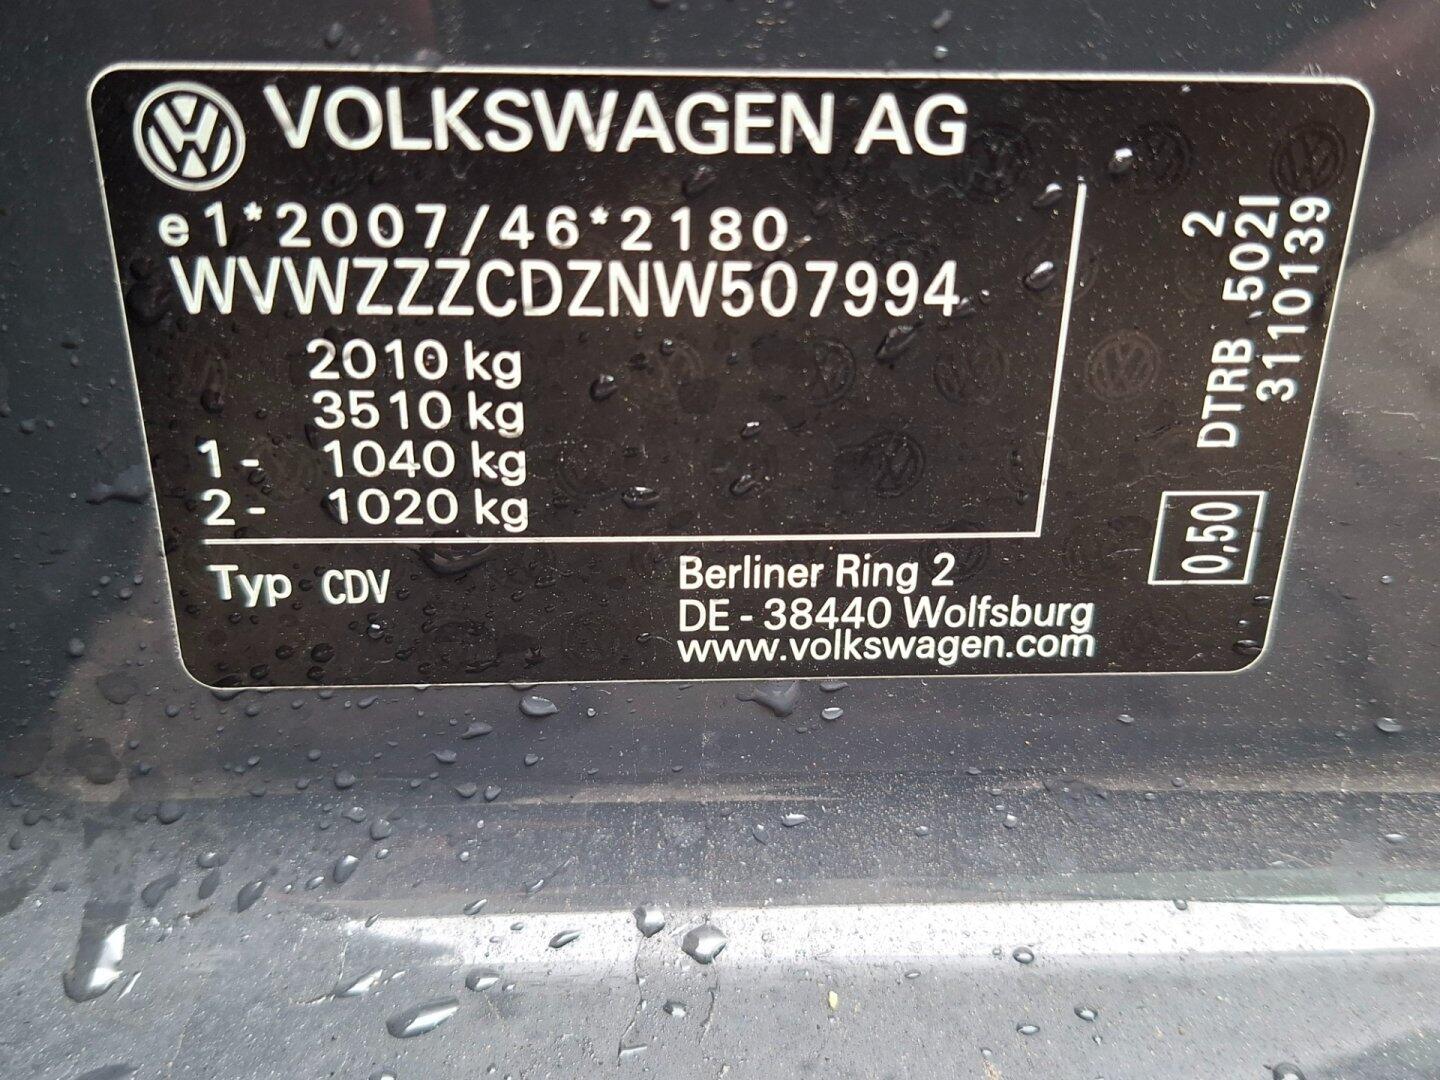 VOLKSWAGEN AG
e1*2007/46*2180
WVWZZZCDZNW507994
2010 kg
3510 kg
1- 1040 kg
2- 1020 kg
Typ CDV
Berliner Ring 2
DE - 38440 Wolfsburg
www.volkswagen.com
2
DTRB 502I
3110139
0,50